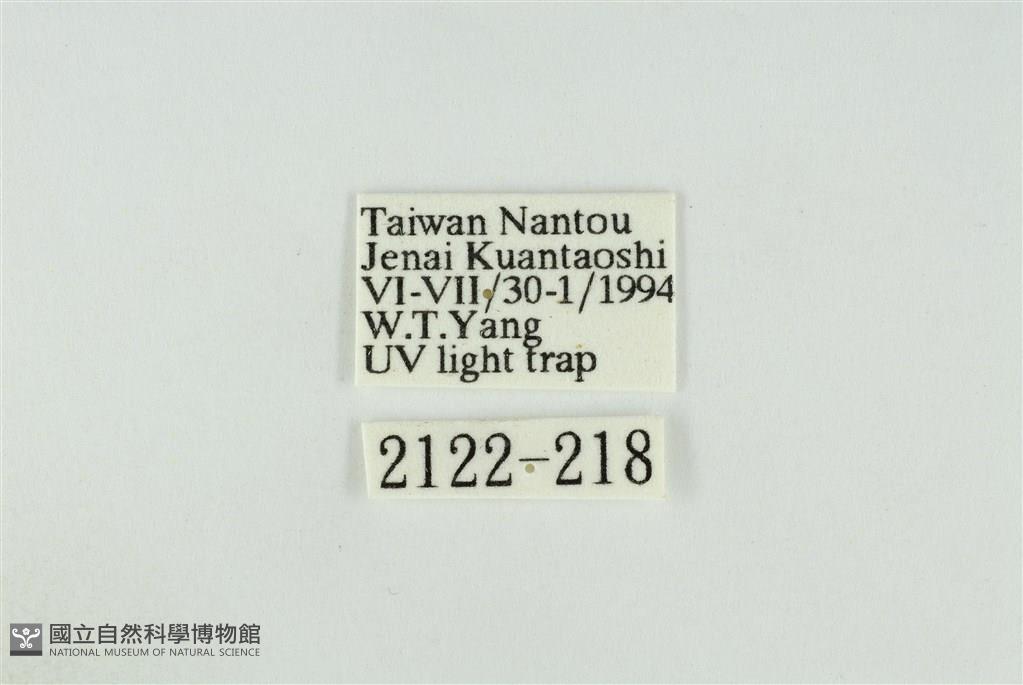 Taiwan Nantou
Jenai Kuantaoshi
VI-VII/30-1/1994
W.T.Yang
UV light trap
2122-218
國立自然科學博物館
NATIONAL MUSEUM OF NATURAL SCIENCE